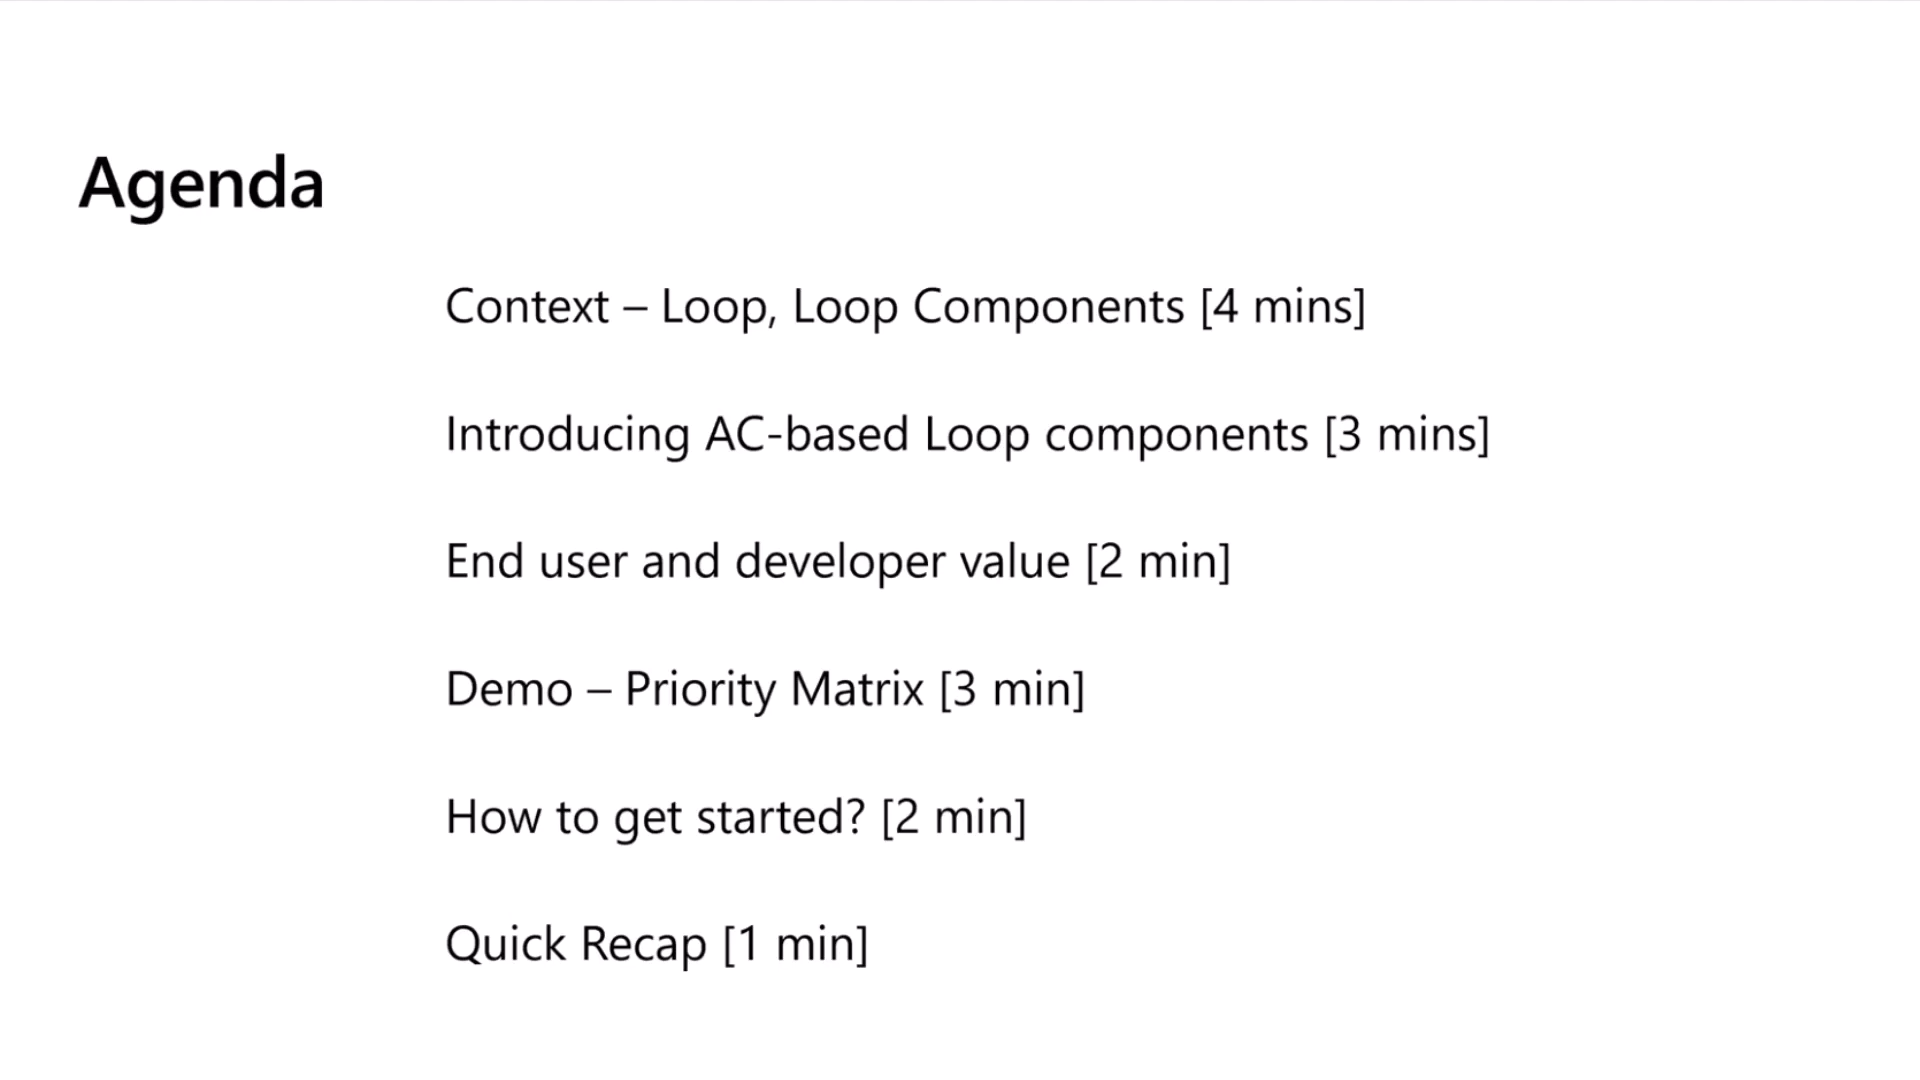 Agenda
Context – Loop, Loop Components [4 mins]
Introducing AC-based Loop components [3 mins]
End user and developer value [2 min]
Demo – Priority Matrix [3 min]
How to get started? [2 min]
Quick Recap [1 min]